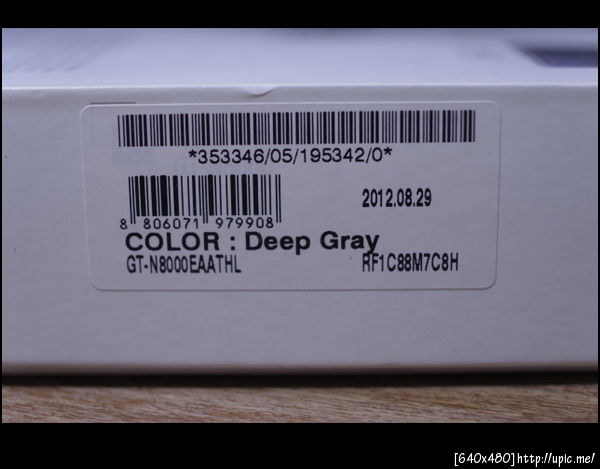 *353346/05/195342/0*
2012.08.29
8 806071 979908
COLOR : Deep Gray
GT-N8000EAATHL RF1C88M7C8H
[640x480]http://upic.me/